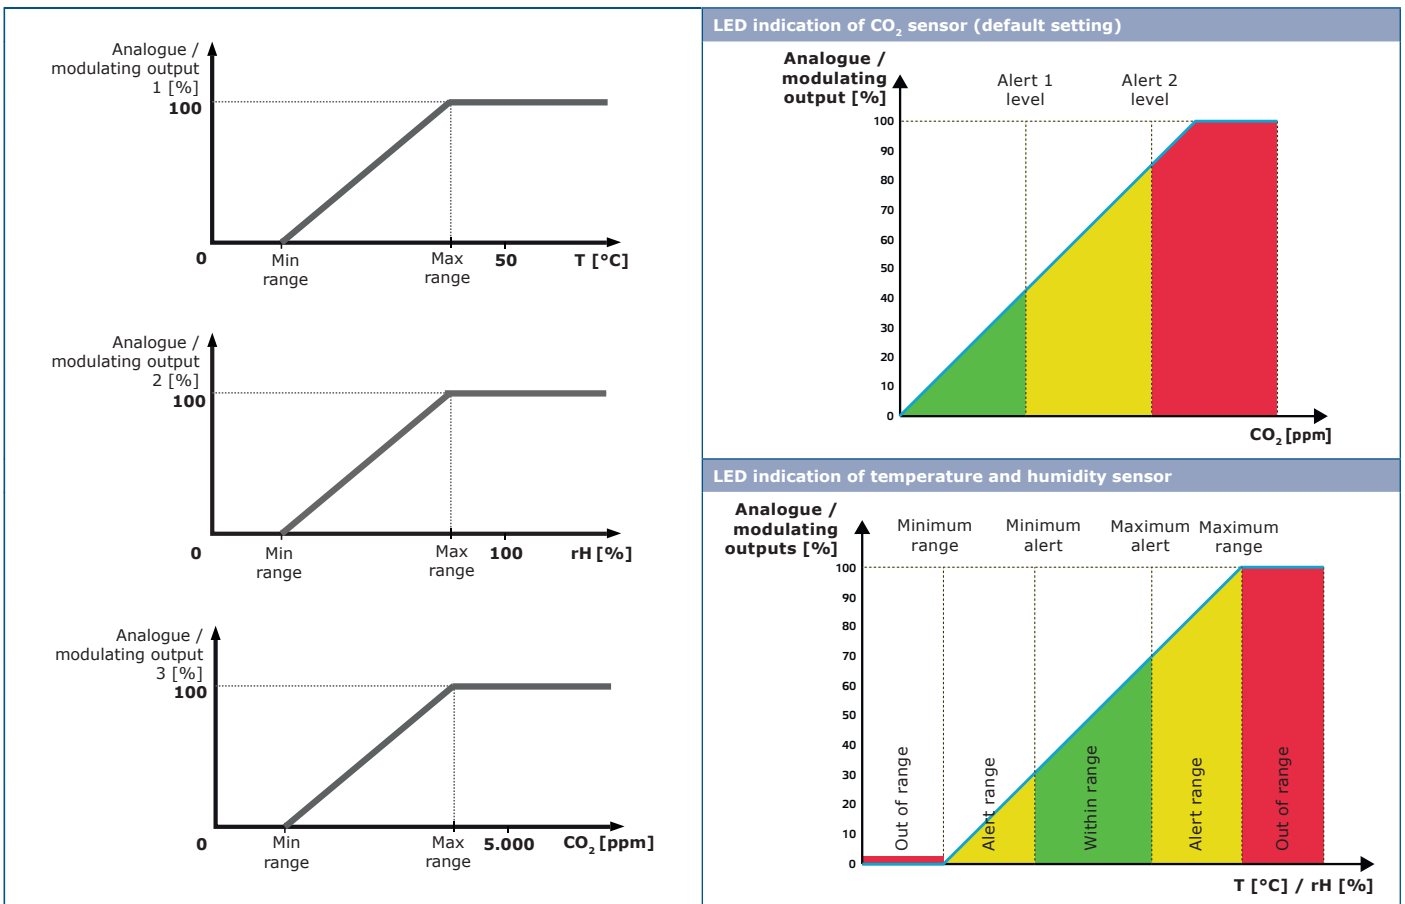 Analogue /
modulating output
1 [%]
100
0
Min
range
Max
range
50
T [°C]
Analogue /
modulating output
2 [%]
100
0
Min
range
Max
range
100
rH [%]
Analogue /
modulating output
3 [%]
100
0
Min
range
Max
range
5.000
CO2 [ppm]
LED indication of CO2 sensor (default setting)
Analogue /
modulating
output [%]
Alert 1
level
Alert 2
level
100
90
80
70
60
50
40
30
20
10
0
CO2 [ppm]
LED indication of temperature and humidity sensor
Analogue /
modulating
outputs [%]
Minimum
range
Minimum
alert
Maximum
alert
Maximum
range
100
90
80
70
60
50
40
30
20
10
0
Out of range
Alert range
Within range
Alert range
Out of range
T [°C] / rH [%]